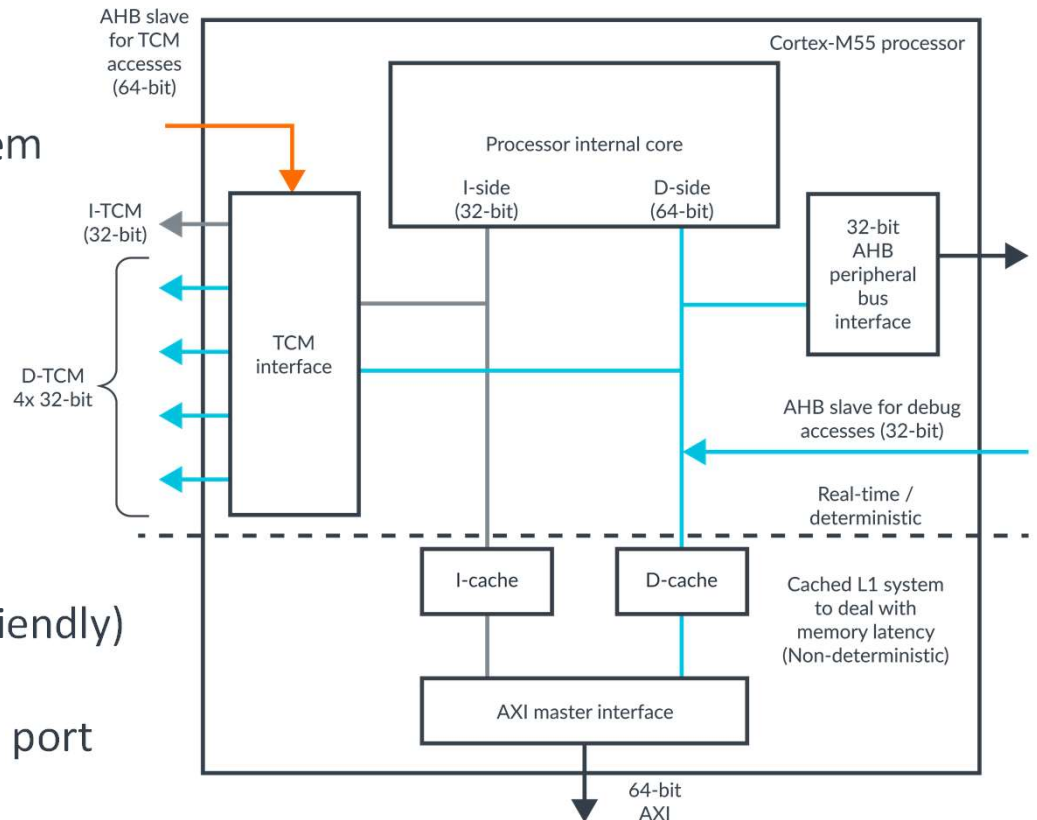 AHB slave
for TCM
accesses
(64-bit)
Cortex-M55 processor
Processor internal core
I-side
(32-bit)
D-side
(64-bit)
I-TCM
(32-bit)
32-bit
AHB
peripheral
bus
interface
TCM
interface
D-TCM
4x 32-bit
AHB slave for debug
accesses (32-bit)
Real-time /
deterministic
I-cache
D-cache
Cached L1 system
to deal with
memory latency
(Non-deterministic)
AXI master interface
port
64-bit
AXI